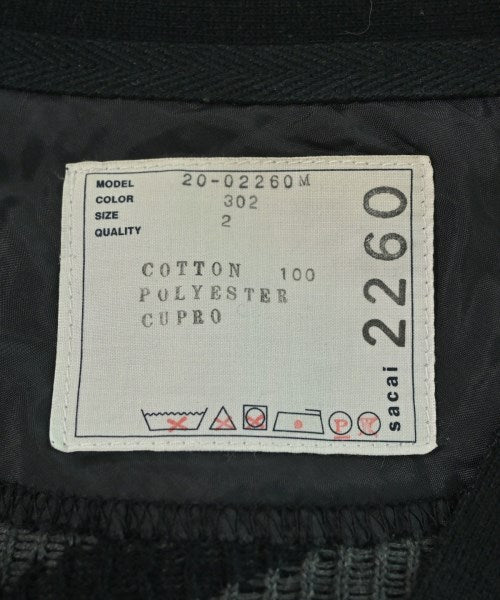 MODEL 20-02260M
COLOR 302
SIZE 2
QUALITY
COTTON 100
POLYESTER
CUPRO
P
sacai 2260